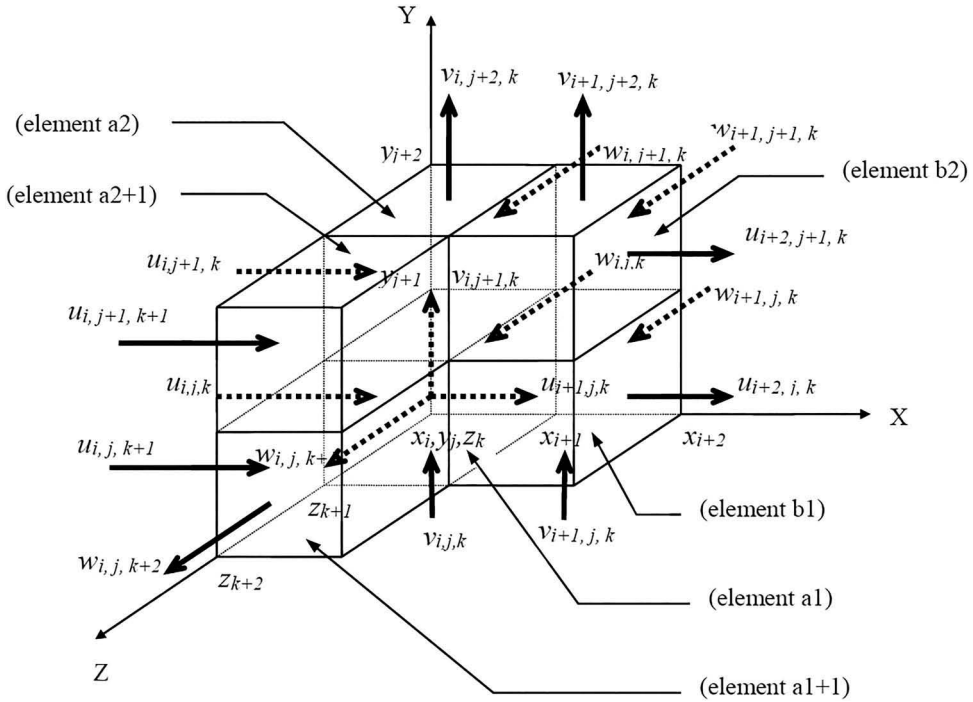 Y
v_{i, j+2, k}
v_{i+1, j+2, k}
(element a2)
w_{i, j+1, k}
w_{i+1, j+1, k}
y_{j+2}
(element b2)
(element a2+1)
u_{i+2, j+1, k}
u_{i,j+1, k}
y_{j+1}
v_{i,j+1,k}
w_{i,j,k}
w_{i+1, j, k}
u_{i, j+1, k+1}
u_{i,j,k}
u_{i+1,j,k}
u_{i+2, j, k}
X
u_{i, j, k+1}
w_{i, j, k+}
x_i, y_j, z_k
x_{i+1}
x_{i+2}
z_{k+1}
(element b1)
v_{i,j,k}
v_{i+1, j, k}
w_{i, j, k+2}
z_{k+2}
(element a1)
Z
(element a1+1)